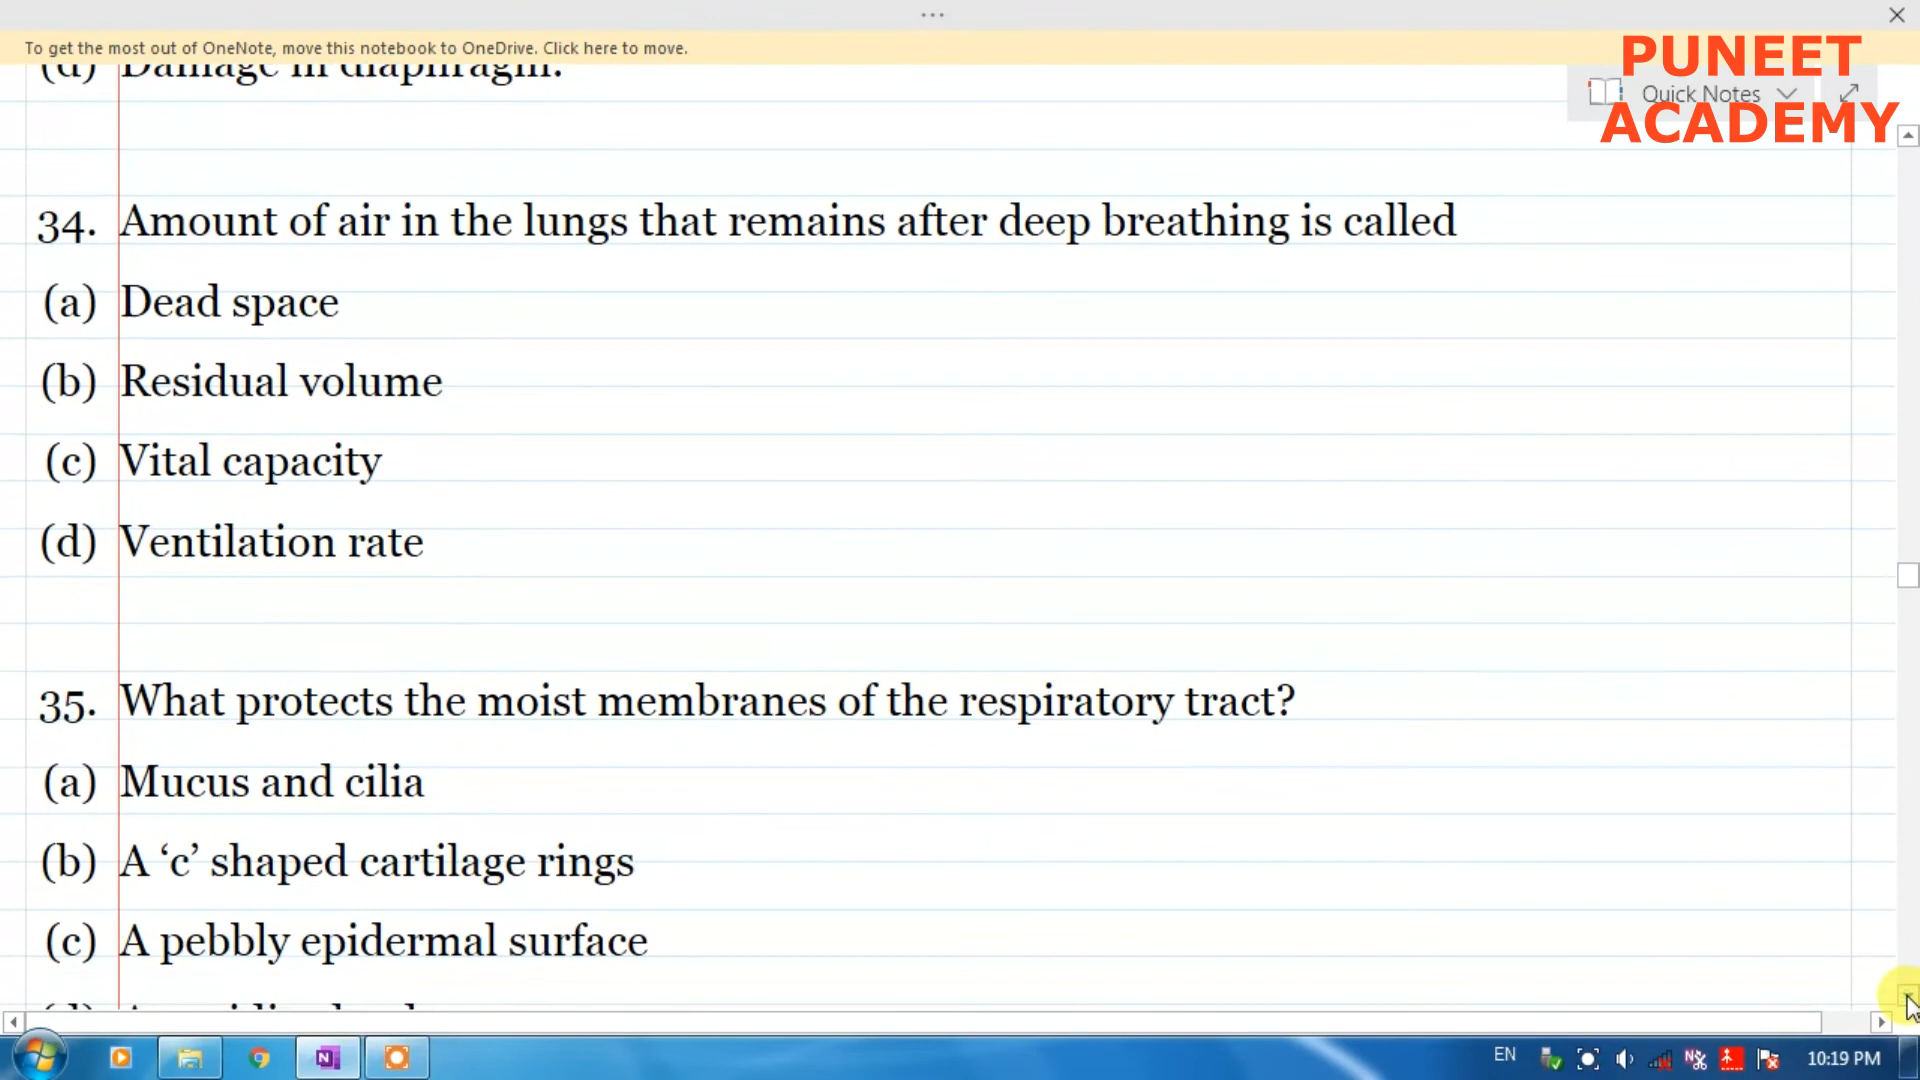 To get the most out of OneNote, move this notebook to OneDrive. Click here to move.
PUNEET
ACADEMY
Quick Notes
(d) Damage in diaphragm.
34. Amount of air in the lungs that remains after deep breathing is called
(a) Dead space
(b) Residual volume
(c) Vital capacity
(d) Ventilation rate
35. What protects the moist membranes of the respiratory tract?
(a) Mucus and cilia
(b) A ‘c’ shaped cartilage rings
(c) A pebbly epidermal surface
EN
10:19 PM